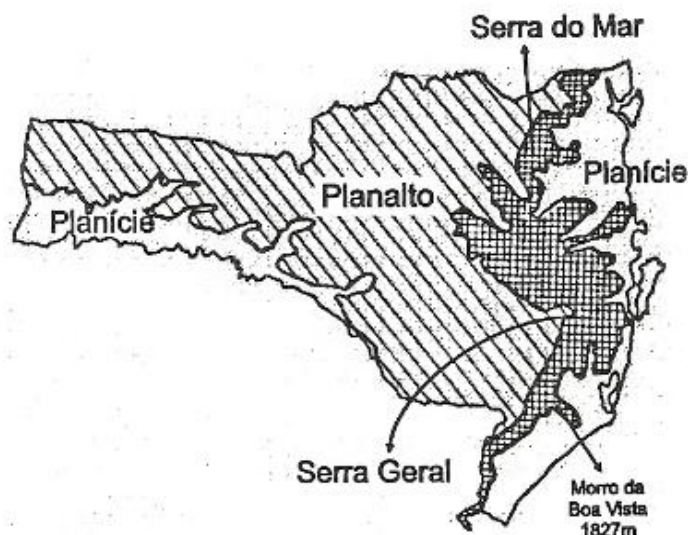 Serra do Mar
Planície
Planalto
Planície
Serra Geral
Morro da
Boa Vista
1827m